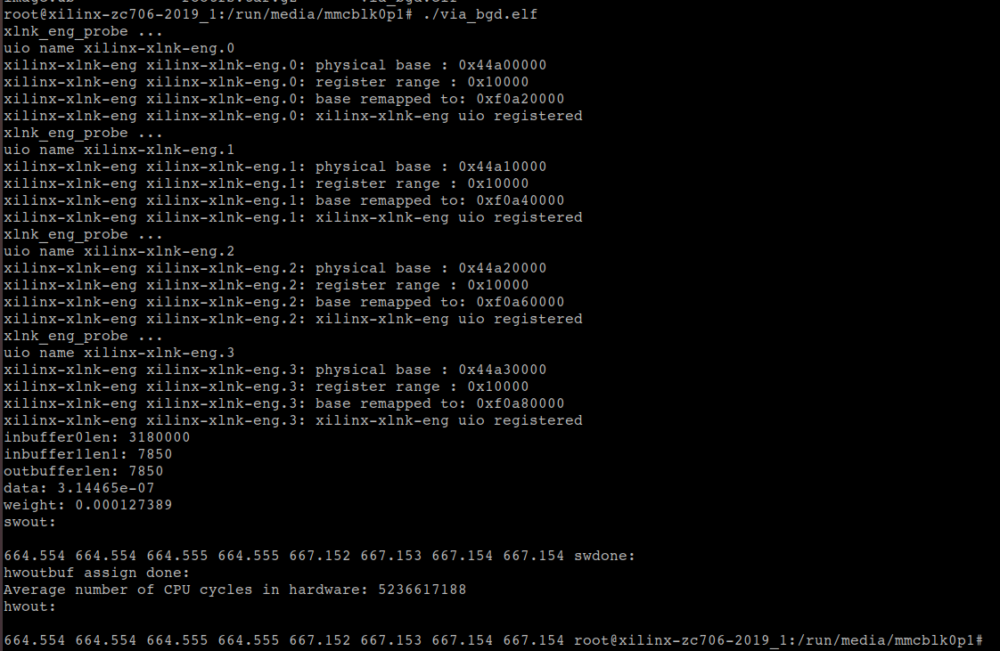 root@xilinx-zc706-2019_1:/run/media/mmcblk0p1# ./via_bgd.elf
xlnk_eng_probe ...
uio name xilinx-xlnk-eng.0
xilinx-xlnk-eng xilinx-xlnk-eng.0: physical base : 0x44a00000
xilinx-xlnk-eng xilinx-xlnk-eng.0: register range : 0x10000
xilinx-xlnk-eng xilinx-xlnk-eng.0: base remapped to: 0xf0a20000
xilinx-xlnk-eng xilinx-xlnk-eng.0: xilinx-xlnk-eng uio registered
xlnk_eng_probe ...
uio name xilinx-xlnk-eng.1
xilinx-xlnk-eng xilinx-xlnk-eng.1: physical base : 0x44a10000
xilinx-xlnk-eng xilinx-xlnk-eng.1: register range : 0x10000
xilinx-xlnk-eng xilinx-xlnk-eng.1: base remapped to: 0xf0a40000
xilinx-xlnk-eng xilinx-xlnk-eng.1: xilinx-xlnk-eng uio registered
xlnk_eng_probe ...
uio name xilinx-xlnk-eng.2
xilinx-xlnk-eng xilinx-xlnk-eng.2: physical base : 0x44a20000
xilinx-xlnk-eng xilinx-xlnk-eng.2: register range : 0x10000
xilinx-xlnk-eng xilinx-xlnk-eng.2: base remapped to: 0xf0a60000
xilinx-xlnk-eng xilinx-xlnk-eng.2: xilinx-xlnk-eng uio registered
xlnk_eng_probe ...
uio name xilinx-xlnk-eng.3
xilinx-xlnk-eng xilinx-xlnk-eng.3: physical base : 0x44a30000
xilinx-xlnk-eng xilinx-xlnk-eng.3: register range : 0x10000
xilinx-xlnk-eng xilinx-xlnk-eng.3: base remapped to: 0xf0a80000
xilinx-xlnk-eng xilinx-xlnk-eng.3: xilinx-xlnk-eng uio registered
inbuffer0len: 3180000
inbuffer1len1: 7850
outbufferlen: 7850
data: 3.14465e-07
weight: 0.000127389
swout:
664.554 664.554 664.555 664.555 667.152 667.153 667.154 667.154 swdone:
hwoutbuf assign done:
Average number of CPU cycles in hardware: 5236617188
hwout:
664.554 664.554 664.555 664.555 667.152 667.153 667.154 667.154 root@xilinx-zc706-2019_1:/run/media/mmcblk0p1#